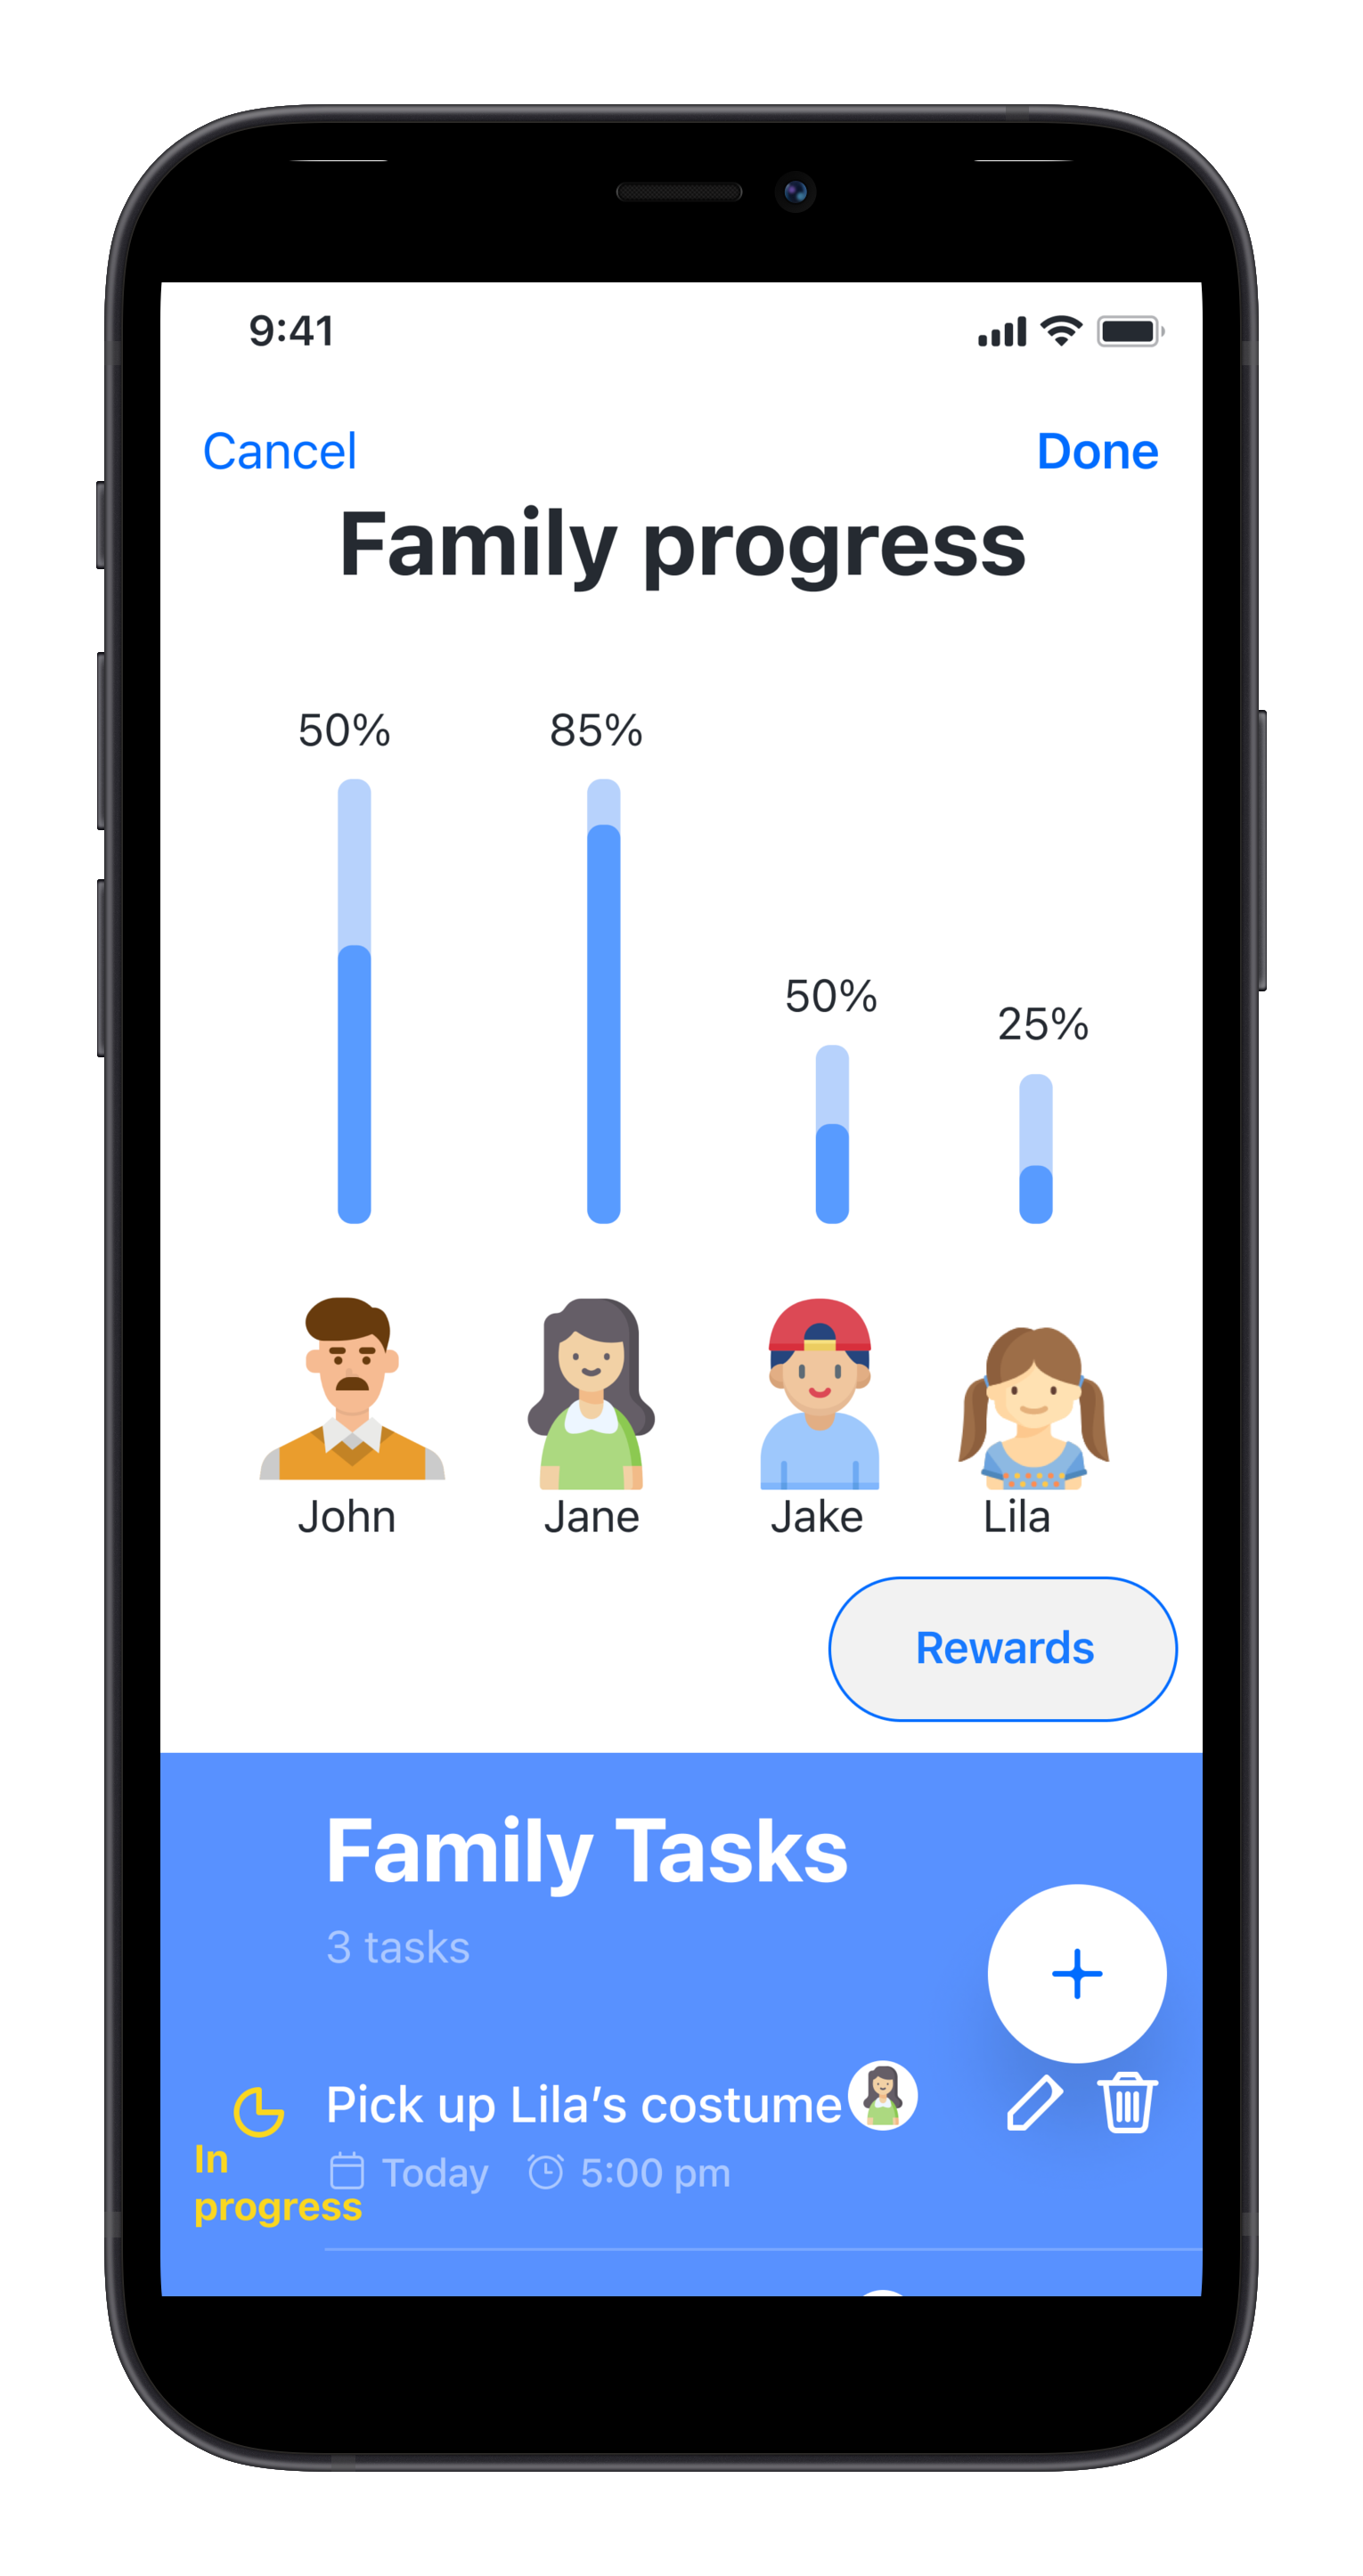 9:41
Cancel
Done
Family progress
50%
85%
50%
25%
John
Jane
Jake
Lila
Rewards
Family Tasks
3 tasks
Pick up Lila’s costume
In
progress
Today
5:00 pm